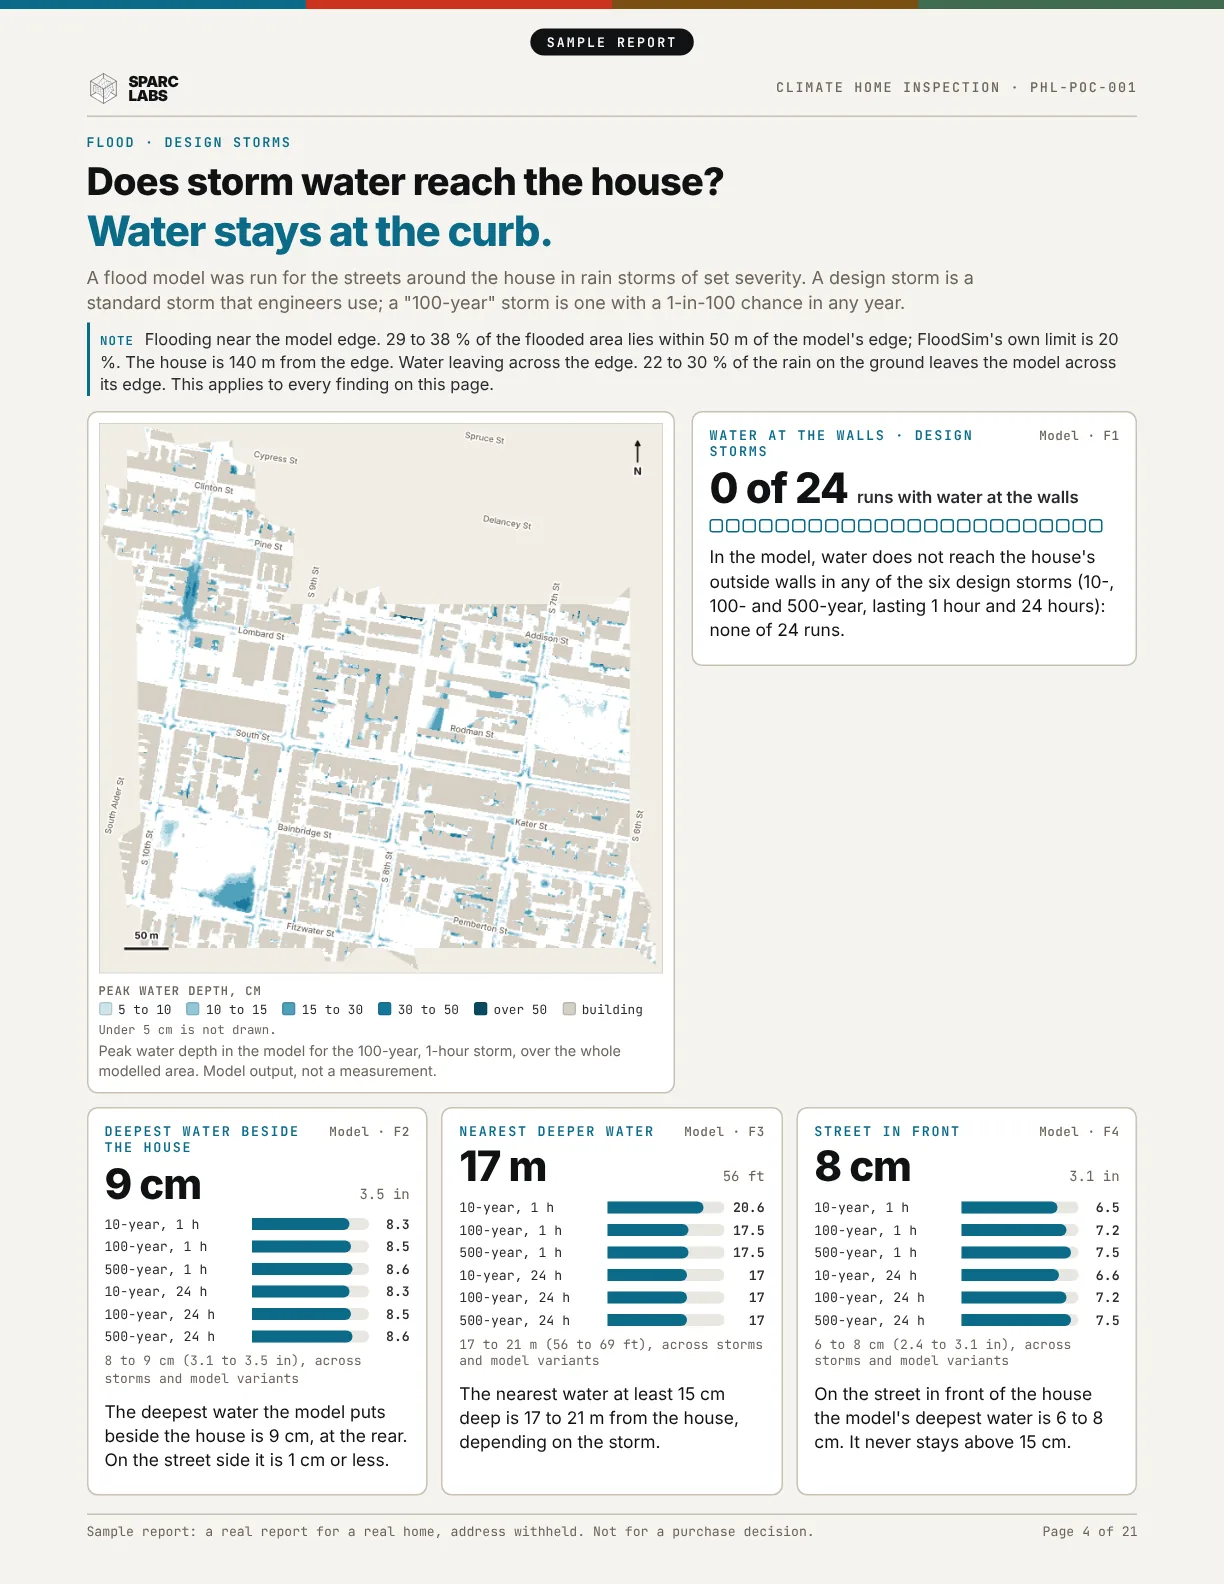 SAMPLE REPORT
SPARC
LABS
CLIMATE HOME INSPECTION · PHL-POC-001
FLOOD · DESIGN STORMS
Does storm water reach the house?
Water stays at the curb.
A flood model was run for the streets around the house in rain storms of set severity. A design storm is a
standard storm that engineers use; a "100-year" storm is one with a 1-in-100 chance in any year.
NOTE Flooding near the model edge. 29 to 38 % of the flooded area lies within 50 m of the model's edge; FloodSim's own limit is 20
%. The house is 140 m from the edge. Water leaving across the edge. 22 to 30 % of the rain on the ground leaves the model across
its edge. This applies to every finding on this page.
Spruce St
Cypress St
N
Clinton St
Delancey St
Pine St
S 9th St
S 7th St
Lombard St
Addison St
South St
Rodman St
South Alder St
S 10th St
Bainbridge St
Kater St
S 6th St
S 8th St
Fitzwater St
Pemberton St
50 m
PEAK WATER DEPTH, CM
5 to 10 10 to 15 15 to 30 30 to 50 over 50 building
Under 5 cm is not drawn.
Peak water depth in the model for the 100-year, 1-hour storm, over the whole
modelled area. Model output, not a measurement.
WATER AT THE WALLS · DESIGN
STORMS
Model · F1
0 of 24 runs with water at the walls
In the model, water does not reach the house's
outside walls in any of the six design storms (10-,
100- and 500-year, lasting 1 hour and 24 hours):
none of 24 runs.
DEEPEST WATER BESIDE
THE HOUSE
Model · F2
9 cm 3.5 in
10-year, 1 h 8.3
100-year, 1 h 8.5
500-year, 1 h 8.6
10-year, 24 h 8.3
100-year, 24 h 8.5
500-year, 24 h 8.6
8 to 9 cm (3.1 to 3.5 in), across
storms and model variants
The deepest water the model puts
beside the house is 9 cm, at the rear.
On the street side it is 1 cm or less.
NEAREST DEEPER WATER Model · F3
17 m 56 ft
10-year, 1 h 20.6
100-year, 1 h 17.5
500-year, 1 h 17.5
10-year, 24 h 17
100-year, 24 h 17
500-year, 24 h 17
17 to 21 m (56 to 69 ft), across storms
and model variants
The nearest water at least 15 cm
deep is 17 to 21 m from the house,
depending on the storm.
STREET IN FRONT Model · F4
8 cm 3.1 in
10-year, 1 h 6.5
100-year, 1 h 7.2
500-year, 1 h 7.5
10-year, 24 h 6.6
100-year, 24 h 7.2
500-year, 24 h 7.5
6 to 8 cm (2.4 to 3.1 in), across
storms and model variants
On the street in front of the house
the model's deepest water is 6 to 8
cm. It never stays above 15 cm.
Sample report: a real report for a real home, address withheld. Not for a purchase decision.
Page 4 of 21